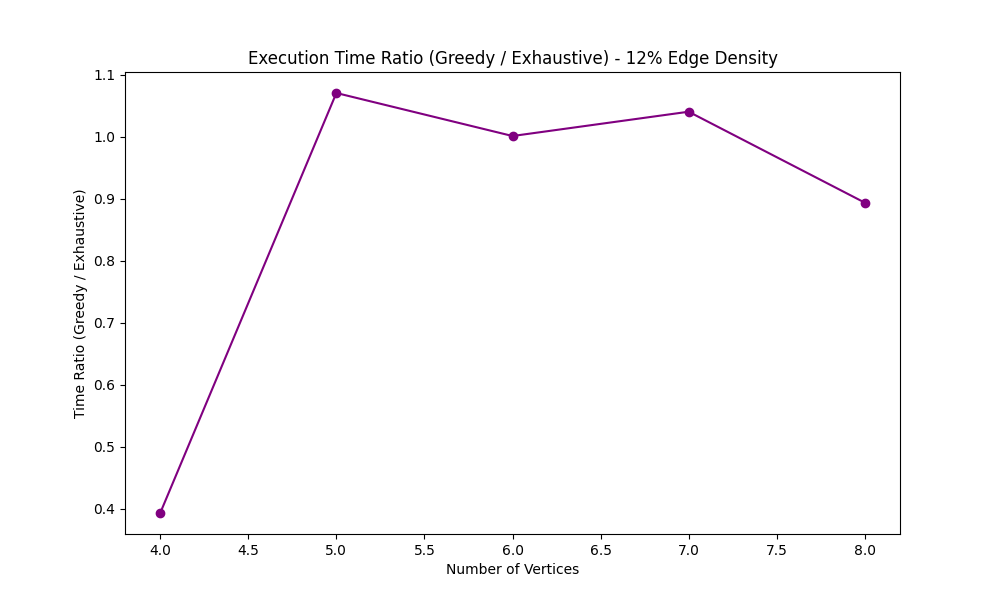 Execution Time Ratio (Greedy / Exhaustive) - 12% Edge Density
Time Ratio (Greedy / Exhaustive)
1.1
1.0
0.9
0.8
0.7
0.6
0.5
0.4
4.0 4.5 5.0 5.5 6.0 6.5 7.0 7.5 8.0
Number of Vertices